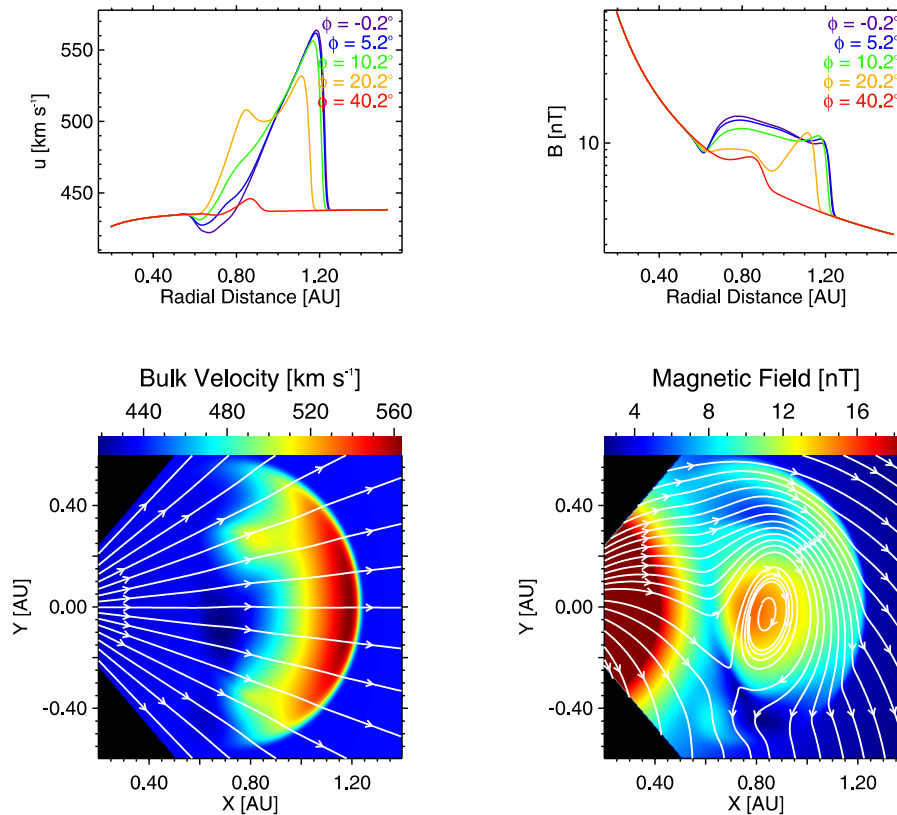 u [km s⁻¹]
550
500
450
ϕ = -0.2°
ϕ = 5.2°
ϕ = 10.2°
ϕ = 20.2°
ϕ = 40.2°
0.40 0.80 1.20
Radial Distance [AU]
B [nT]
10
ϕ = -0.2°
ϕ = 5.2°
ϕ = 10.2°
ϕ = 20.2°
ϕ = 40.2°
0.40 0.80 1.20
Radial Distance [AU]
Bulk Velocity [km s⁻¹]
440 480 520 560
Y [AU]
0.40
0.00
-0.40
0.40 0.80 1.20
X [AU]
Magnetic Field [nT]
4 8 12 16
Y [AU]
0.40
0.00
-0.40
0.40 0.80 1.20
X [AU]